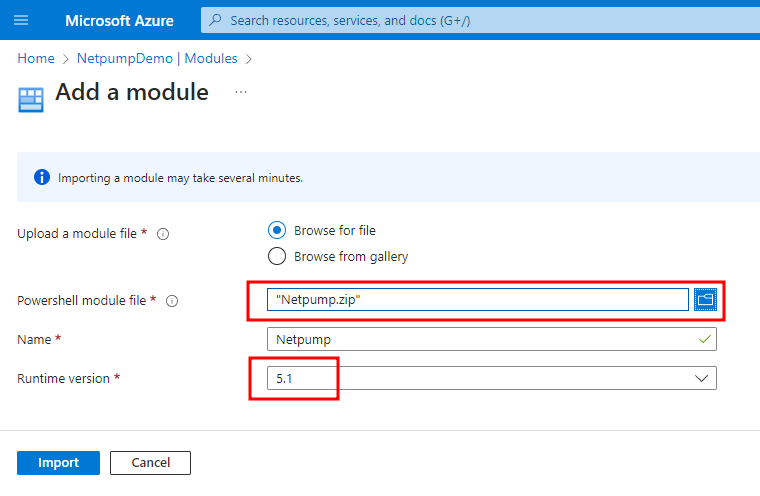 Microsoft Azure
Search resources, services, and docs (G+/)
Home > NetpumpDemo | Modules >
Add a module ...
Importing a module may take several minutes.
Upload a module file *
Browse for file
Browse from gallery
Powershell module file * "Netpump.zip"
Name * Netpump
Runtime version * 5.1
Import Cancel